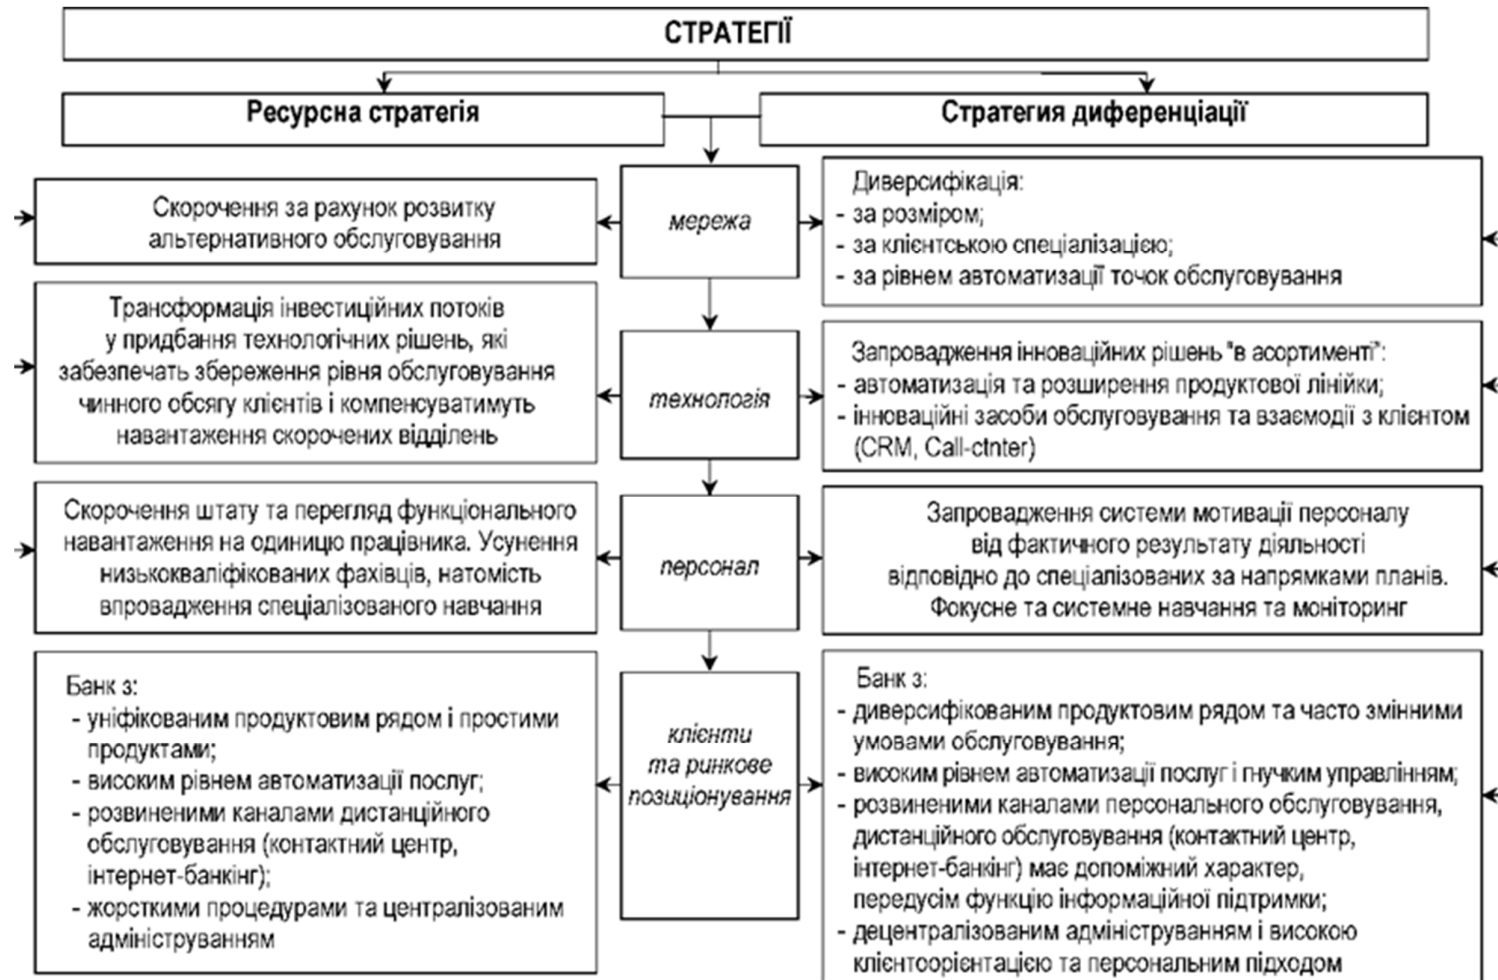 СТРАТЕГІЇ
Ресурсна стратегія
Стратегия диференціації
мережа
Скорочення за рахунок розвитку
альтернативного обслуговування
Диверсифікація:
- за розміром;
- за клієнтською спеціалізацією;
- за рівнем автоматизації точок обслуговування
технологія
Трансформація інвестиційних потоків
у придбання технологічних рішень, які
забезпечать збереження рівня обслуговування
чинного обсягу клієнтів і компенсуватимуть
навантаження скорочених відділень
Запровадження інноваційних рішень "в асортименті":
- автоматизація та розширення продуктової лінійки;
- інноваційні засоби обслуговування та взаємодії з клієнтом
(CRM, Call-ctnter)
персонал
Скорочення штату та перегляд функціонального
навантаження на одиницю працівника. Усунення
низькокваліфікованих фахівців, натомість
впровадження спеціалізованого навчання
Запровадження системи мотивації персоналу
від фактичного результату діяльності
відповідно до спеціалізованих за напрямками планів.
Фокусне та системне навчання та моніторинг
клієнти
та ринкове
позиціонування
Банк з:
- уніфікованим продуктовим рядом і простими
продуктами;
- високим рівнем автоматизації послуг;
- розвиненими каналами дистанційного
обслуговування (контактний центр,
інтернет-банкінг);
- жорсткими процедурами та централізованим
адмініструванням
Банк з:
- диверсифікованим продуктовим рядом та часто змінними
умовами обслуговування;
- високим рівнем автоматизації послуг і гнучким управлінням;
- розвиненими каналами персонального обслуговування,
дистанційного обслуговування (контактний центр,
інтернет-банкінг) має допоміжний характер,
передусім функцію інформаційної підтримки;
- децентралізованим адмініструванням і високою
клієнтоорієнтацією та персональним підходом